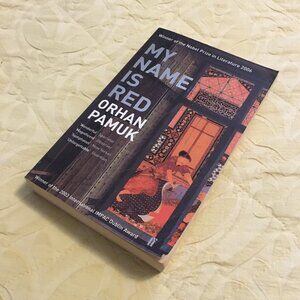 Winner of the Nobel Prize in Literature 2006
MY
NAME
IS
RED
ORHAN
PAMUK
Winner of the 2003 International IMPAC Dublin Award